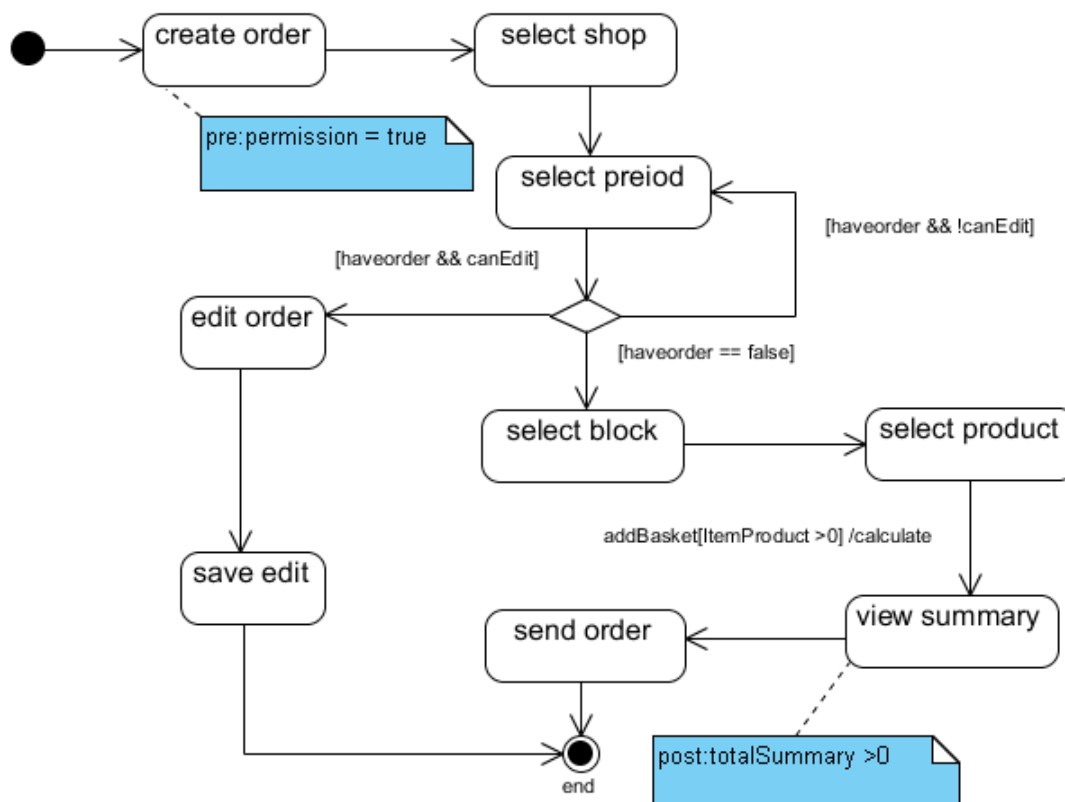 create order
select shop
pre:permission = true
select preiod
[haveorder && !canEdit]
[haveorder && canEdit]
edit order
[haveorder == false]
select block
select product
addBasket[ItemProduct >0] /calculate
save edit
send order
view summary
post:totalSummary >0
end